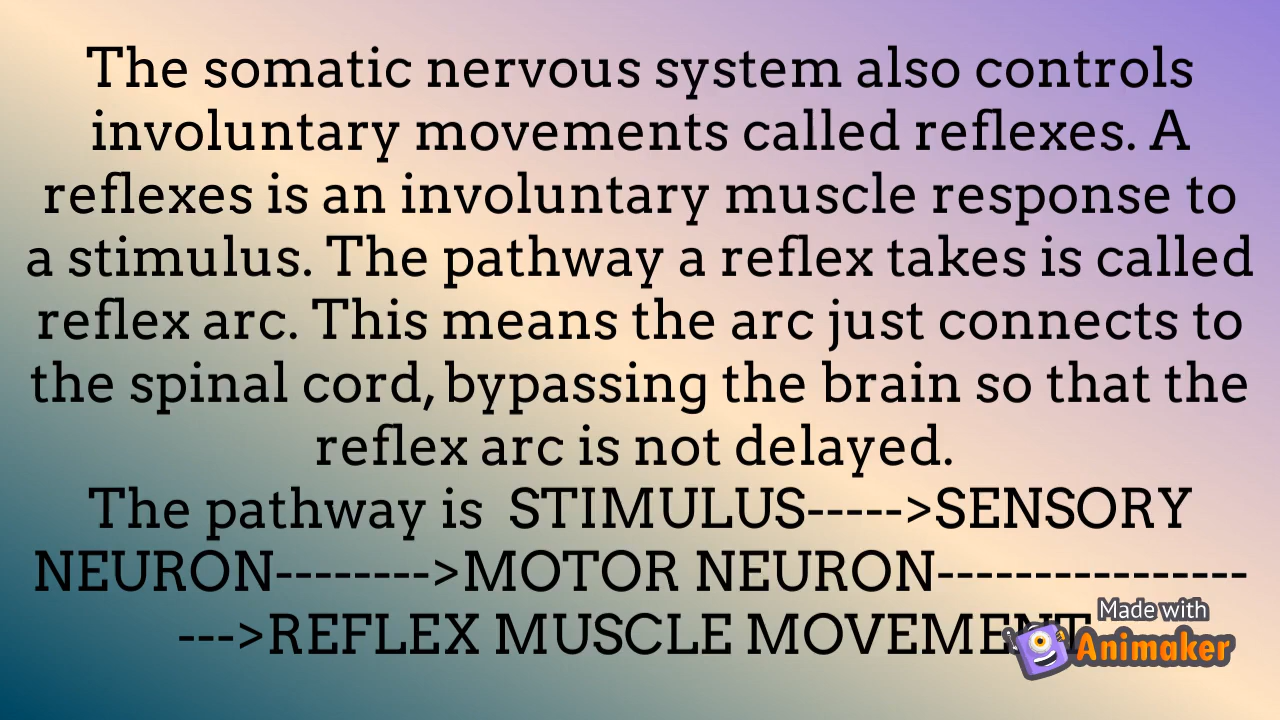 The somatic nervous system also controls
involuntary movements called reflexes. A
reflexes is an involuntary muscle response to
a stimulus. The pathway a reflex takes is called
reflex arc. This means the arc just connects to
the spinal cord, bypassing the brain so that the
reflex arc is not delayed.
The pathway is  STIMULUS----->SENSORY
NEURON-------->MOTOR NEURON----------------
--->REFLEX MUSCLE MOVEMENT
Made with
Animaker